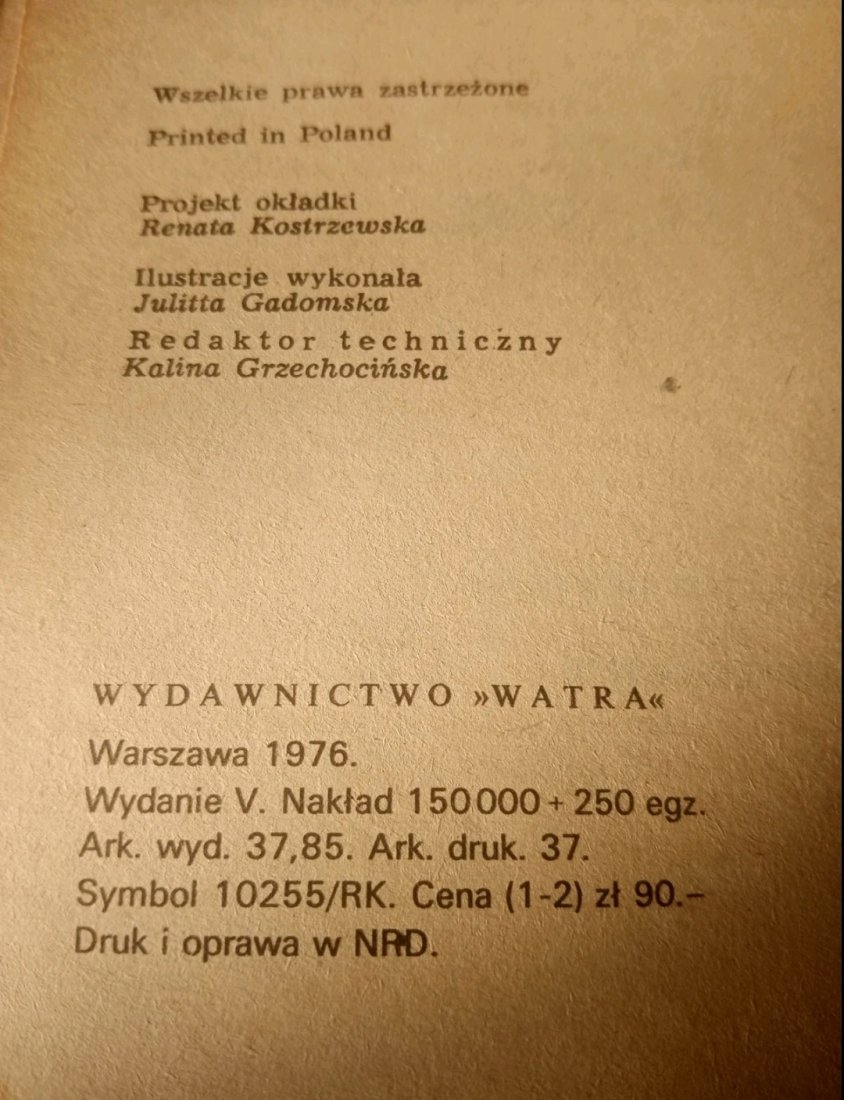 Wszelkie prawa zastrzeżone
Printed in Poland
Projekt okładki
Renata Kostrzewska
Ilustracje wykonała
Julitta Gadomska
Redaktor techniczny
Kalina Grzechocińska
WYDAWNICTWO »WATRA«
Warszawa 1976.
Wydanie V. Nakład 150000 + 250 egz.
Ark. wyd. 37,85. Ark. druk. 37.
Symbol 10255/RK. Cena (1-2) zł 90.–
Druk i oprawa w NRD.